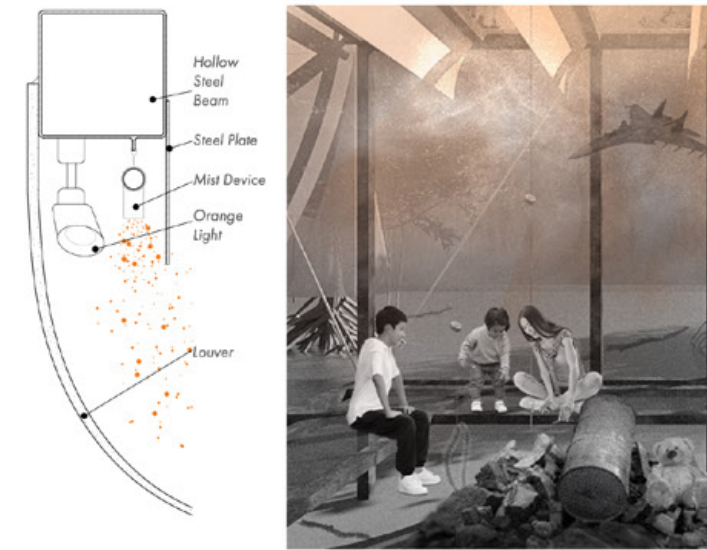 Hollow
Steel
Beam
Steel Plate
Mist Device
Orange
Light
Louver